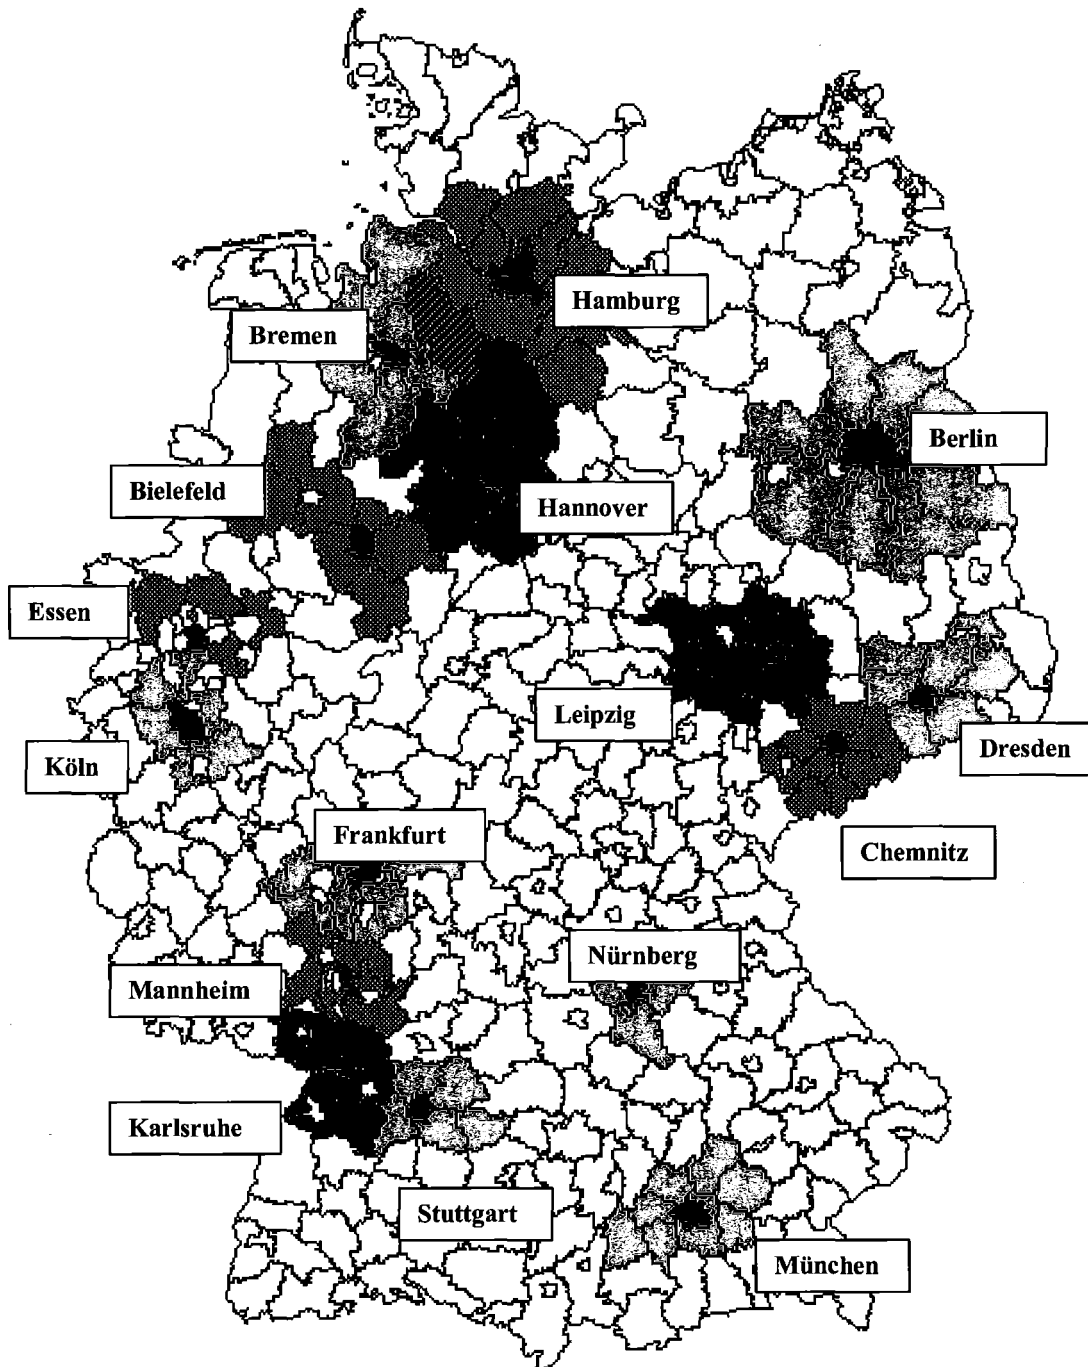 Hamburg
Bremen
Berlin
Bielefeld
Hannover
Essen
Leipzig
Köln
Dresden
Frankfurt
Chemnitz
Nürnberg
Mannheim
Karlsruhe
Stuttgart
München